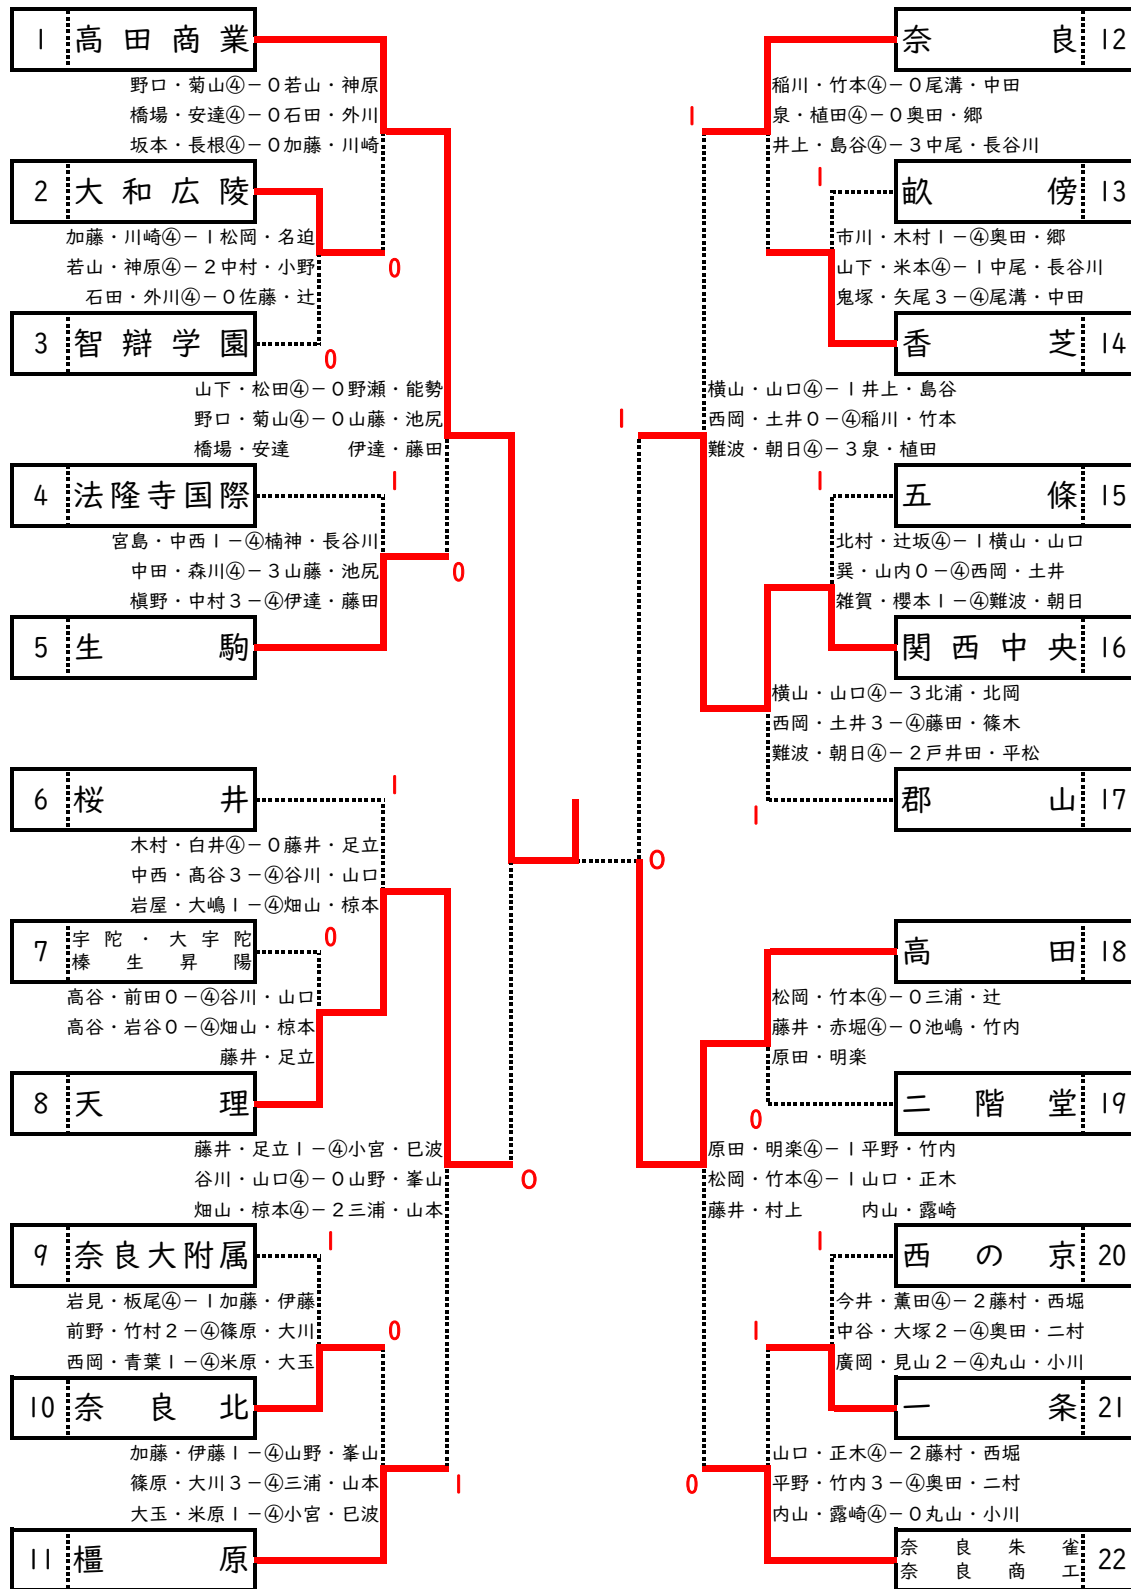 1 高田商業
野口・菊山④－0若山・神原
橋場・安達④－0石田・外川
坂本・長根④－0加藤・川崎
2 大和広陵
加藤・川崎④－1松岡・名迫
若山・神原④－2中村・小野
石田・外川④－0佐藤・辻
0
3 智辯学園
0
山下・松田④－0野瀬・能勢
野口・菊山④－0山藤・池尻
橋場・安達　伊達・藤田
4 法隆寺国際
1
宮島・中西1－④楠神・長谷川
中田・森川④－3山藤・池尻
槇野・中村3－④伊達・藤田
0
5 生駒
6 桜井
1
木村・白井④－0藤井・足立
中西・髙谷3－④谷川・山口
岩屋・大嶋1－④畑山・椋本
7 宇陀・大宇陀
榛生昇陽
0
高谷・前田0－④谷川・山口
高谷・岩谷0－④畑山・椋本
藤井・足立
8 天理
藤井・足立1－④小宮・巳波
谷川・山口④－0山野・峯山
畑山・椋本④－2三浦・山本
0
9 奈良大附属
1
岩見・板尾④－1加藤・伊藤
前野・竹村2－④篠原・大川
西岡・青葉1－④米原・大玉
0
10 奈良北
加藤・伊藤1－④山野・峯山
篠原・大川3－④三浦・山本
大玉・米原1－④小宮・巳波
1
11 橿原
奈良 12
稲川・竹本④－0尾溝・中田
泉・植田④－0奥田・郷
井上・島谷④－3中尾・長谷川
1
1
畝傍 13
市川・木村1－④奥田・郷
山下・米本④－1中尾・長谷川
鬼塚・矢尾3－④尾溝・中田
香芝 14
横山・山口④－1井上・島谷
西岡・土井0－④稲川・竹本
難波・朝日④－3泉・植田
1
1
五條 15
北村・辻坂④－1横山・山口
巽・山内0－④西岡・土井
雑賀・櫻本1－④難波・朝日
関西中央 16
横山・山口④－3北浦・北岡
西岡・土井3－④藤田・篠木
難波・朝日④－2戸井田・平松
1
郡山 17
0
高田 18
松岡・竹本④－0三浦・辻
藤井・赤堀④－0池嶋・竹内
原田・明楽
0
二階堂 19
原田・明楽④－1平野・竹内
松岡・竹本④－1山口・正木
藤井・村上　内山・露崎
1
西の京 20
今井・薫田④－2藤村・西堀
中谷・大塚2－④奥田・二村
廣岡・見山2－④丸山・小川
1
一条 21
山口・正木④－2藤村・西堀
平野・竹内3－④奥田・二村
内山・露崎④－0丸山・小川
0
奈良朱雀
奈良商工 22